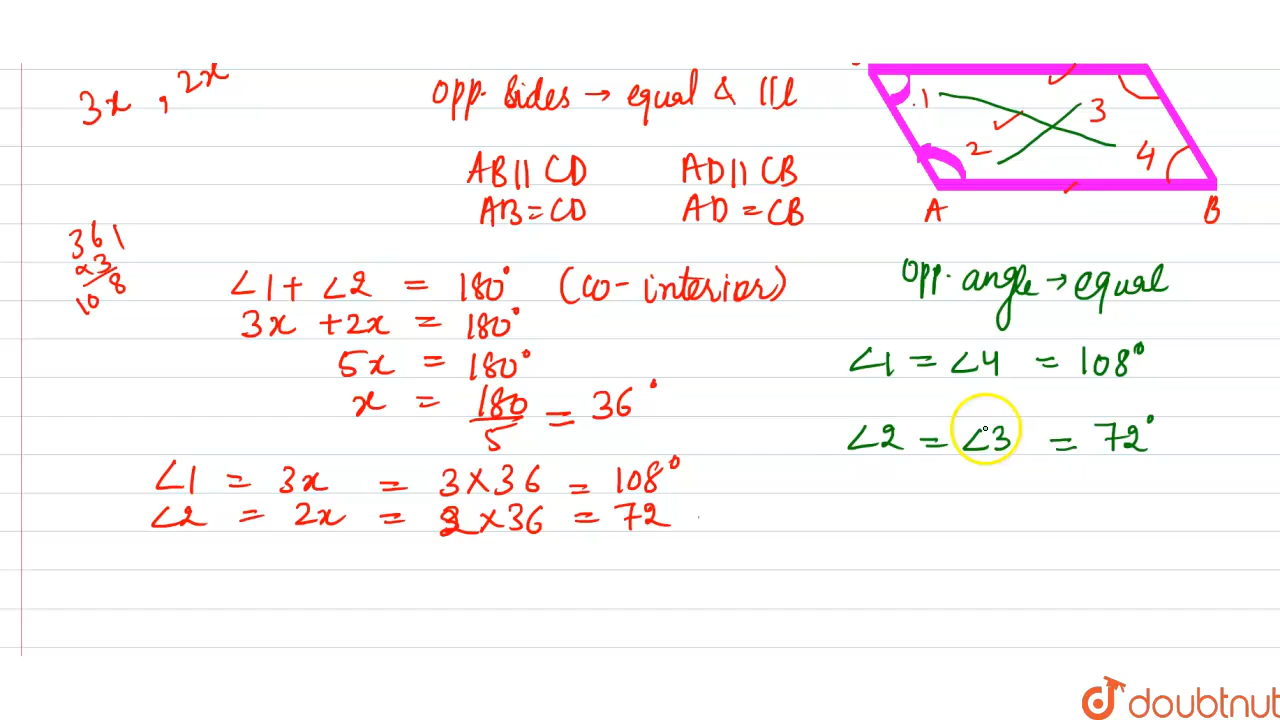 3x , 2x
Opp. Sides → equal & ||l
AB || CD AD || CB
AB = CD AD = CB
1
2
3
4
A B
361
×3
108
∠1 + ∠2 = 180° (co-interior)
3x + 2x = 180°
5x = 180°
x = 180/5 = 36°
∠1 = 3x = 3 × 36 = 108°
∠2 = 2x = 2 × 36 = 72
Opp. angle → equal
∠1 = ∠4 = 108°
∠2 = ∠3 = 72°
doubtnut